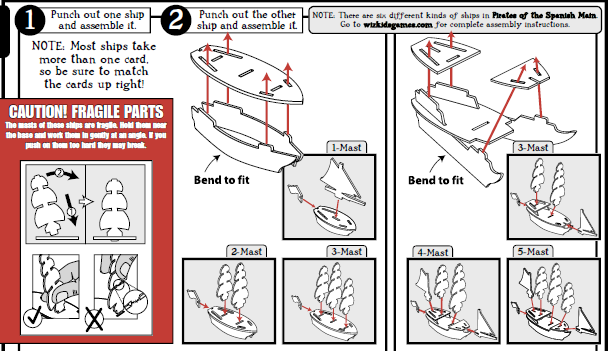 1 Punch out one ship
and assemble it.
NOTE: Most ships take
more than one card,
so be sure to match
the cards up right!
CAUTION! FRAGILE PARTS
The masts of these ships are fragile. Hold them near
the base and work them in gently at an angle. If you
push on them too hard they may break.
2
1
2 Punch out the other
ship and assemble it.
NOTE: There are six different kinds of ships in Pirates of the Spanish Main.
Go to wizkidsgames.com for complete assembly instructions.
Bend to fit
1-Mast
2-Mast
3-Mast
Bend to fit
3-Mast
4-Mast
5-Mast